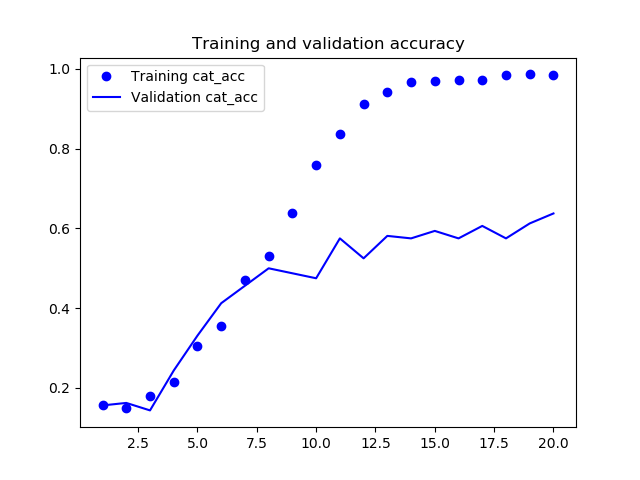 Training and validation accuracy
Training cat_acc
Validation cat_acc
1.0
0.8
0.6
0.4
0.2
2.5 5.0 7.5 10.0 12.5 15.0 17.5 20.0